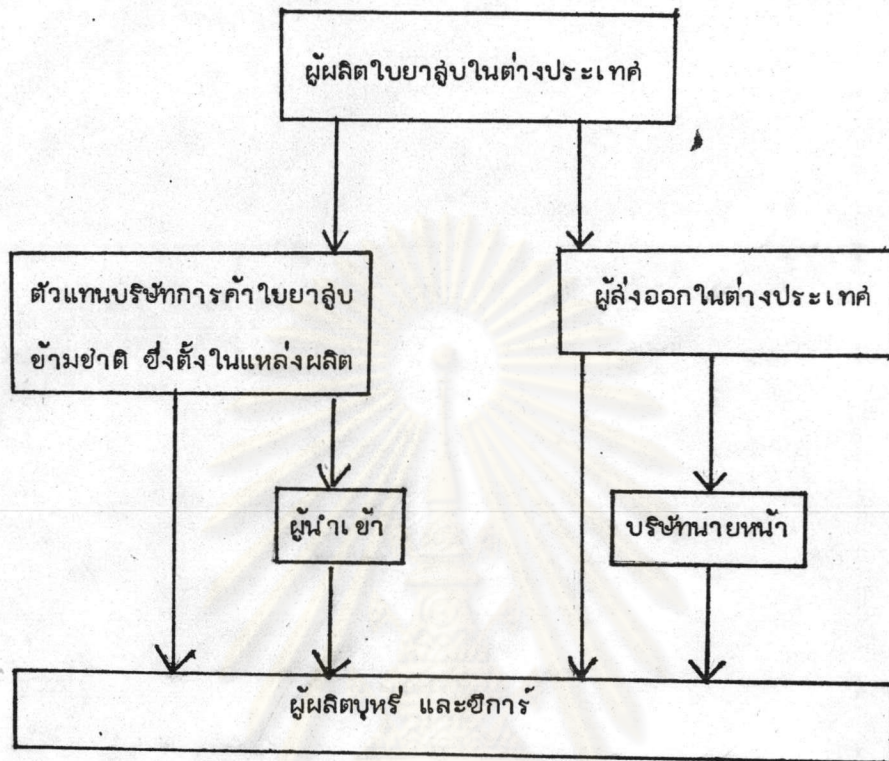 ผู้ผลิตใบยาสูบในต่างประเทศ
ตัวแทนบริษัทการค้าใบยาสูบ
ข้ามชาติ ซึ่งตั้งในแหล่งผลิต
ผู้ส่งออกในต่างประเทศ
ผู้นำเข้า
บริษัทนายหน้า
ผู้ผลิตบุหรี่ และซีการ์